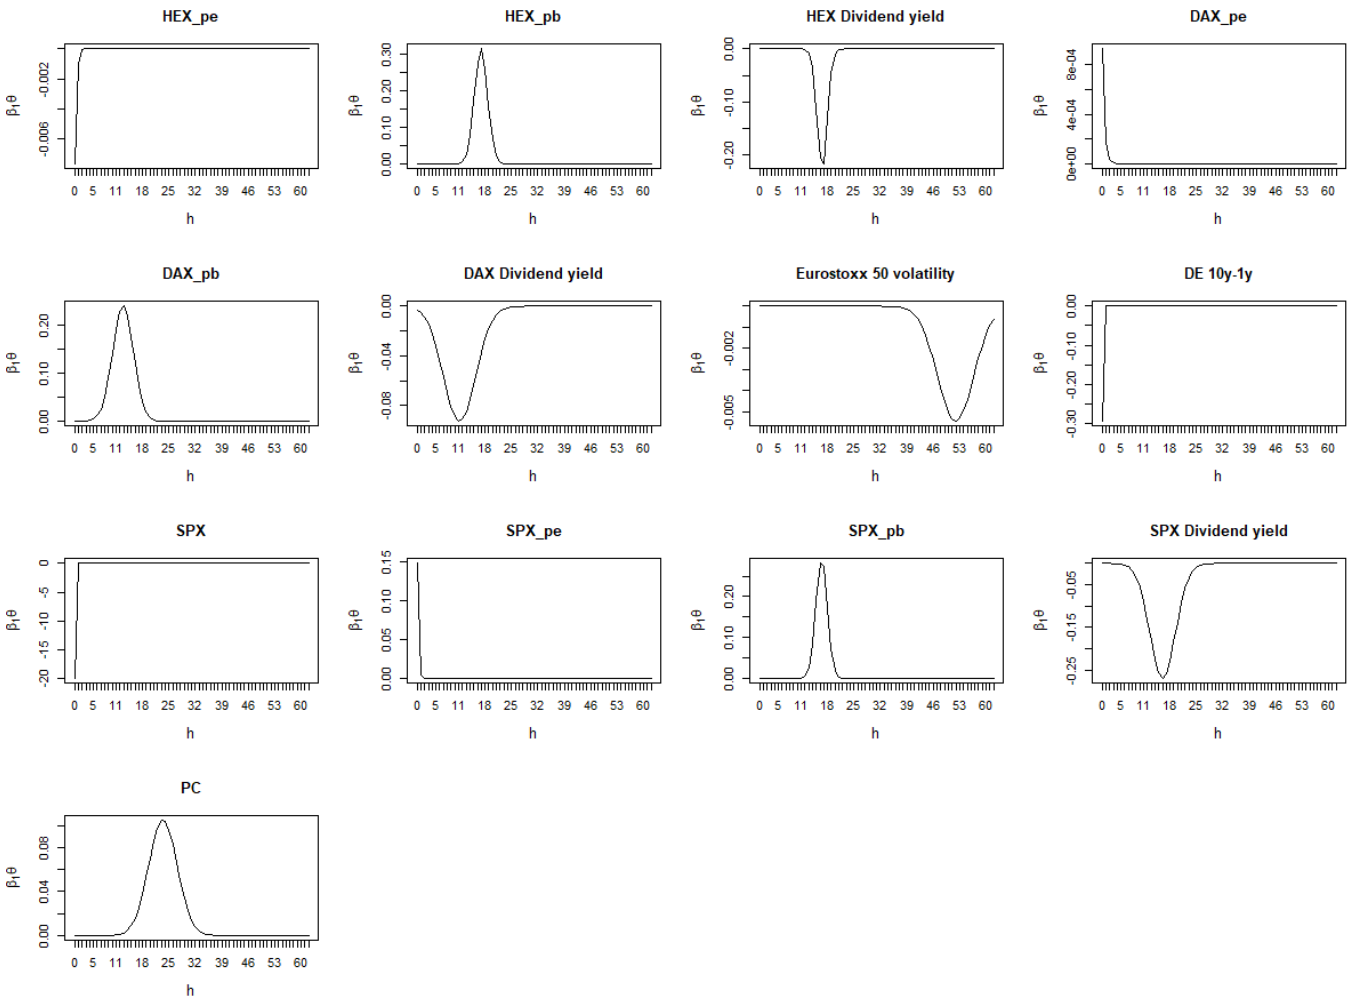 HEX_pe
HEX_pb
HEX Dividend yield
DAX_pe
β₁θ
-0.006
-0.002
0 5 11 18 25 32 39 46 53 60
h
β₁θ
0.00 0.10 0.20 0.30
0 5 11 18 25 32 39 46 53 60
h
β₁θ
-0.20 -0.10 0.00
0 5 11 18 25 32 39 46 53 60
h
β₁θ
0e+00 4e-04 8e-04
0 5 11 18 25 32 39 46 53 60
h
DAX_pb
DAX Dividend yield
Eurostoxx 50 volatility
DE 10y-1y
β₁θ
0.00 0.10 0.20
0 5 11 18 25 32 39 46 53 60
h
β₁θ
-0.08 -0.04 0.00
0 5 11 18 25 32 39 46 53 60
h
β₁θ
-0.005 -0.002
0 5 11 18 25 32 39 46 53 60
h
β₁θ
-0.30 -0.20 -0.10 0.00
0 5 11 18 25 32 39 46 53 60
h
SPX
SPX_pe
SPX_pb
SPX Dividend yield
β₁θ
-20 -15 -10 -5 0
0 5 11 18 25 32 39 46 53 60
h
β₁θ
0.00 0.05 0.10 0.15
0 5 11 18 25 32 39 46 53 60
h
β₁θ
0.00 0.10 0.20
0 5 11 18 25 32 39 46 53 60
h
β₁θ
-0.25 -0.15 -0.05
0 5 11 18 25 32 39 46 53 60
h
PC
β₁θ
0.00 0.04 0.08
0 5 11 18 25 32 39 46 53 60
h